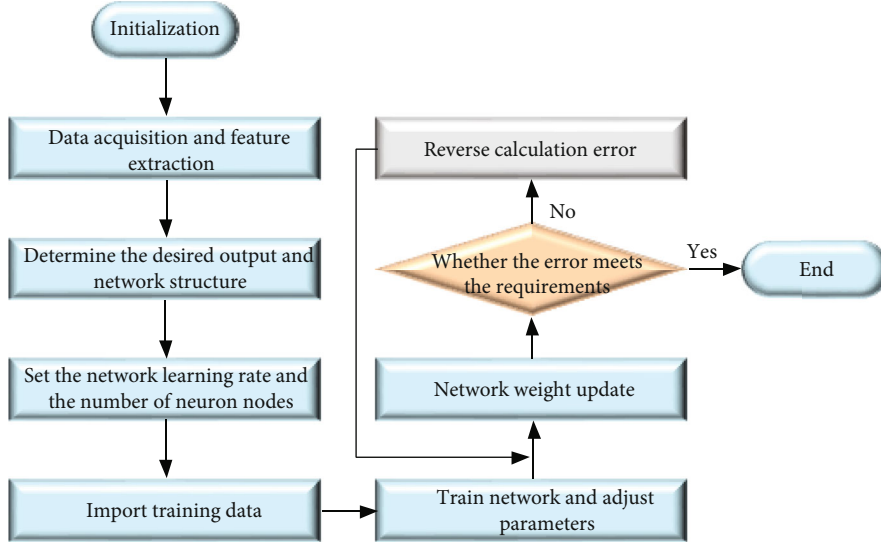 Initialization
Data acquisition and feature
extraction
Determine the desired output and
network structure
Set the network learning rate and
the number of neuron nodes
Import training data
Reverse calculation error
No
Whether the error meets
the requirements
Yes
End
Network weight update
Train network and adjust
parameters